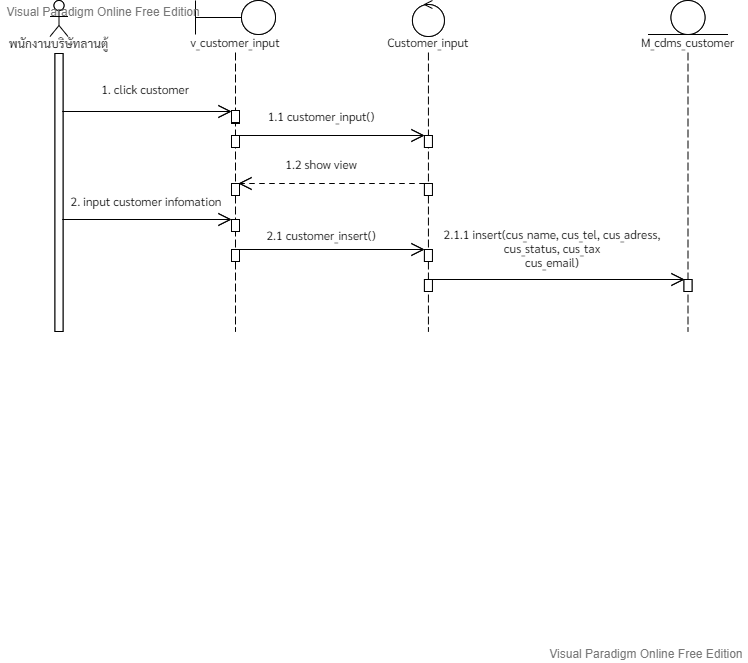 Visual Paradigm Online Free Edition
พนักงานบริษัทลานตู้
v_customer_input
Customer_input
M_cdms_customer
1. click customer
1.1 customer_input()
1.2 show view
2. input customer infomation
2.1 customer_insert()
2.1.1 insert(cus_name, cus_tel, cus_adress,
cus_status, cus_tax
cus_email)
Visual Paradigm Online Free Edition